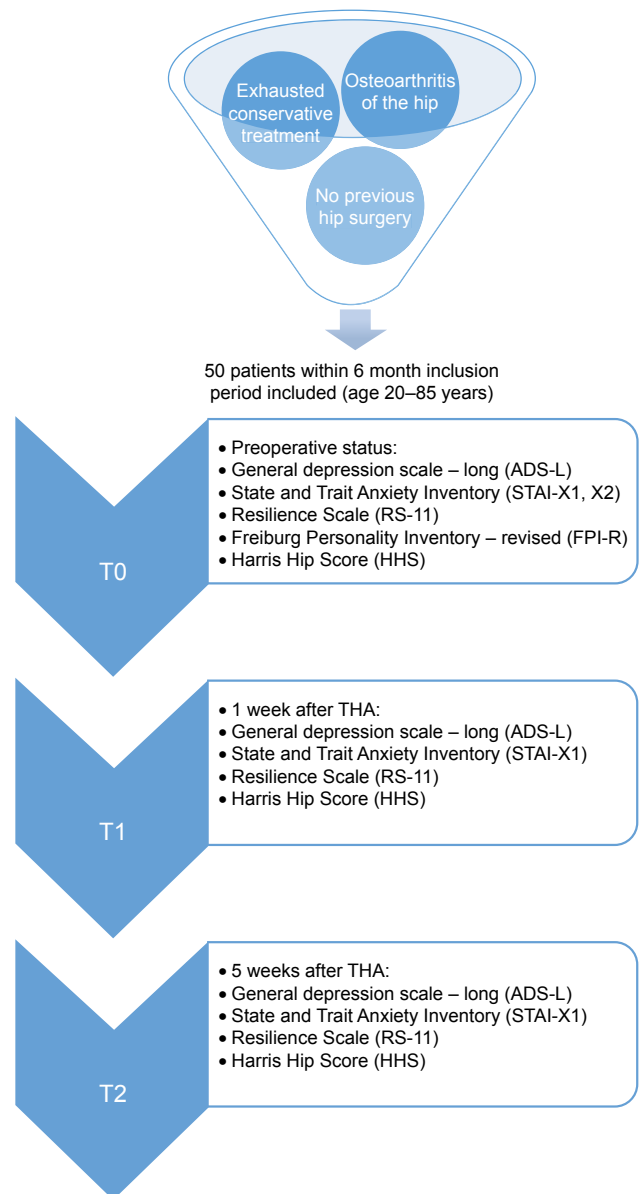 Exhausted
conservative
treatment
Osteoarthritis
of the hip
No previous
hip surgery
50 patients within 6 month inclusion
period included (age 20–85 years)
T0
• Preoperative status:
• General depression scale – long (ADS-L)
• State and Trait Anxiety Inventory (STAI-X1, X2)
• Resilience Scale (RS-11)
• Freiburg Personality Inventory – revised (FPI-R)
• Harris Hip Score (HHS)
T1
• 1 week after THA:
• General depression scale – long (ADS-L)
• State and Trait Anxiety Inventory (STAI-X1)
• Resilience Scale (RS-11)
• Harris Hip Score (HHS)
T2
• 5 weeks after THA:
• General depression scale – long (ADS-L)
• State and Trait Anxiety Inventory (STAI-X1)
• Resilience Scale (RS-11)
• Harris Hip Score (HHS)